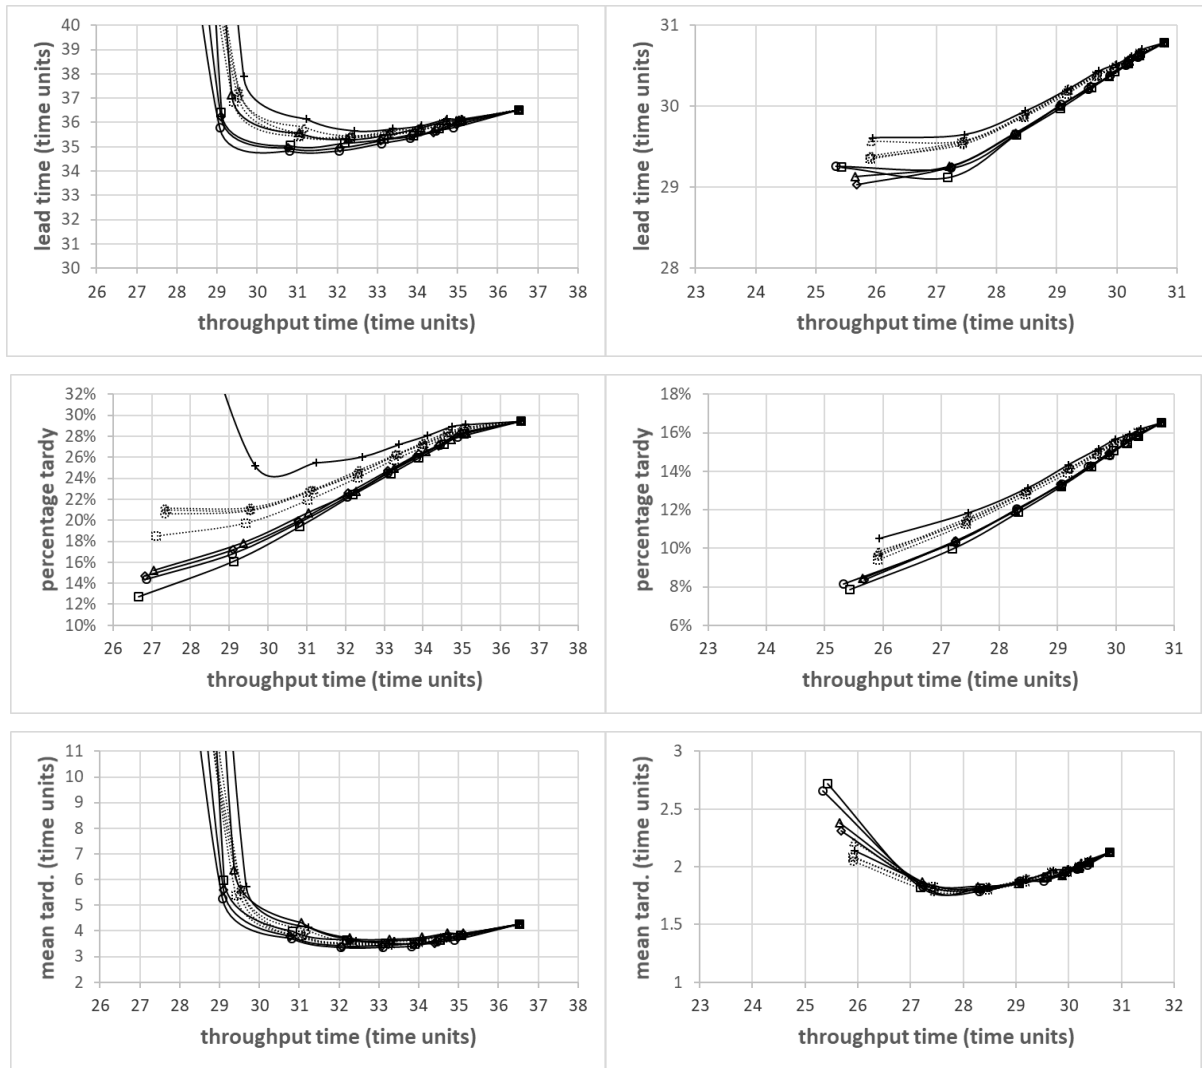 40
39
38
37
36
35
34
33
32
31
30
lead time (time units)
26 27 28 29 30 31 32 33 34 35 36 37 38
throughput time (time units)
31
30
29
28
lead time (time units)
23 24 25 26 27 28 29 30 31
throughput time (time units)
32%
30%
28%
26%
24%
22%
20%
18%
16%
14%
12%
10%
percentage tardy
26 27 28 29 30 31 32 33 34 35 36 37 38
throughput time (time units)
18%
16%
14%
12%
10%
8%
6%
percentage tardy
23 24 25 26 27 28 29 30 31
throughput time (time units)
11
10
9
8
7
6
5
4
3
2
mean tard. (time units)
26 27 28 29 30 31 32 33 34 35 36 37 38
throughput time (time units)
3
2.5
2
1.5
1
mean tard. (time units)
23 24 25 26 27 28 29 30 31 32
throughput time (time units)